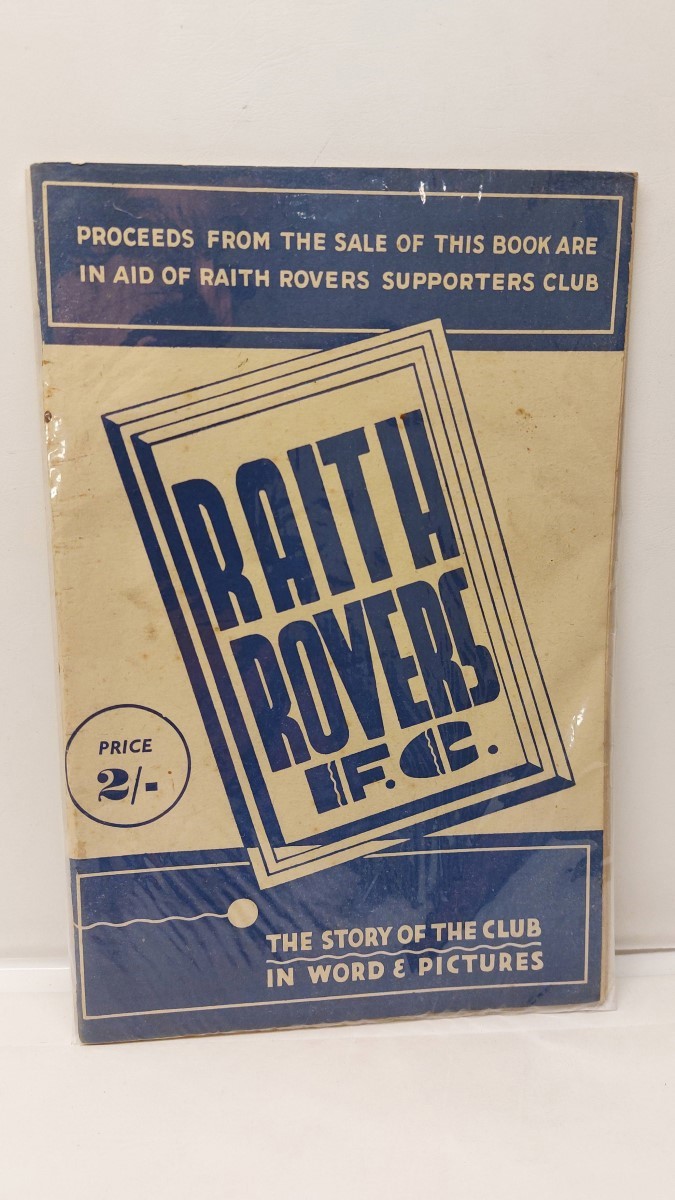 PROCEEDS FROM THE SALE OF THIS BOOK ARE
IN AID OF RAITH ROVERS SUPPORTERS CLUB
RAITH
ROVERS
F.C.
PRICE
2/-
THE STORY OF THE CLUB
IN WORD & PICTURES